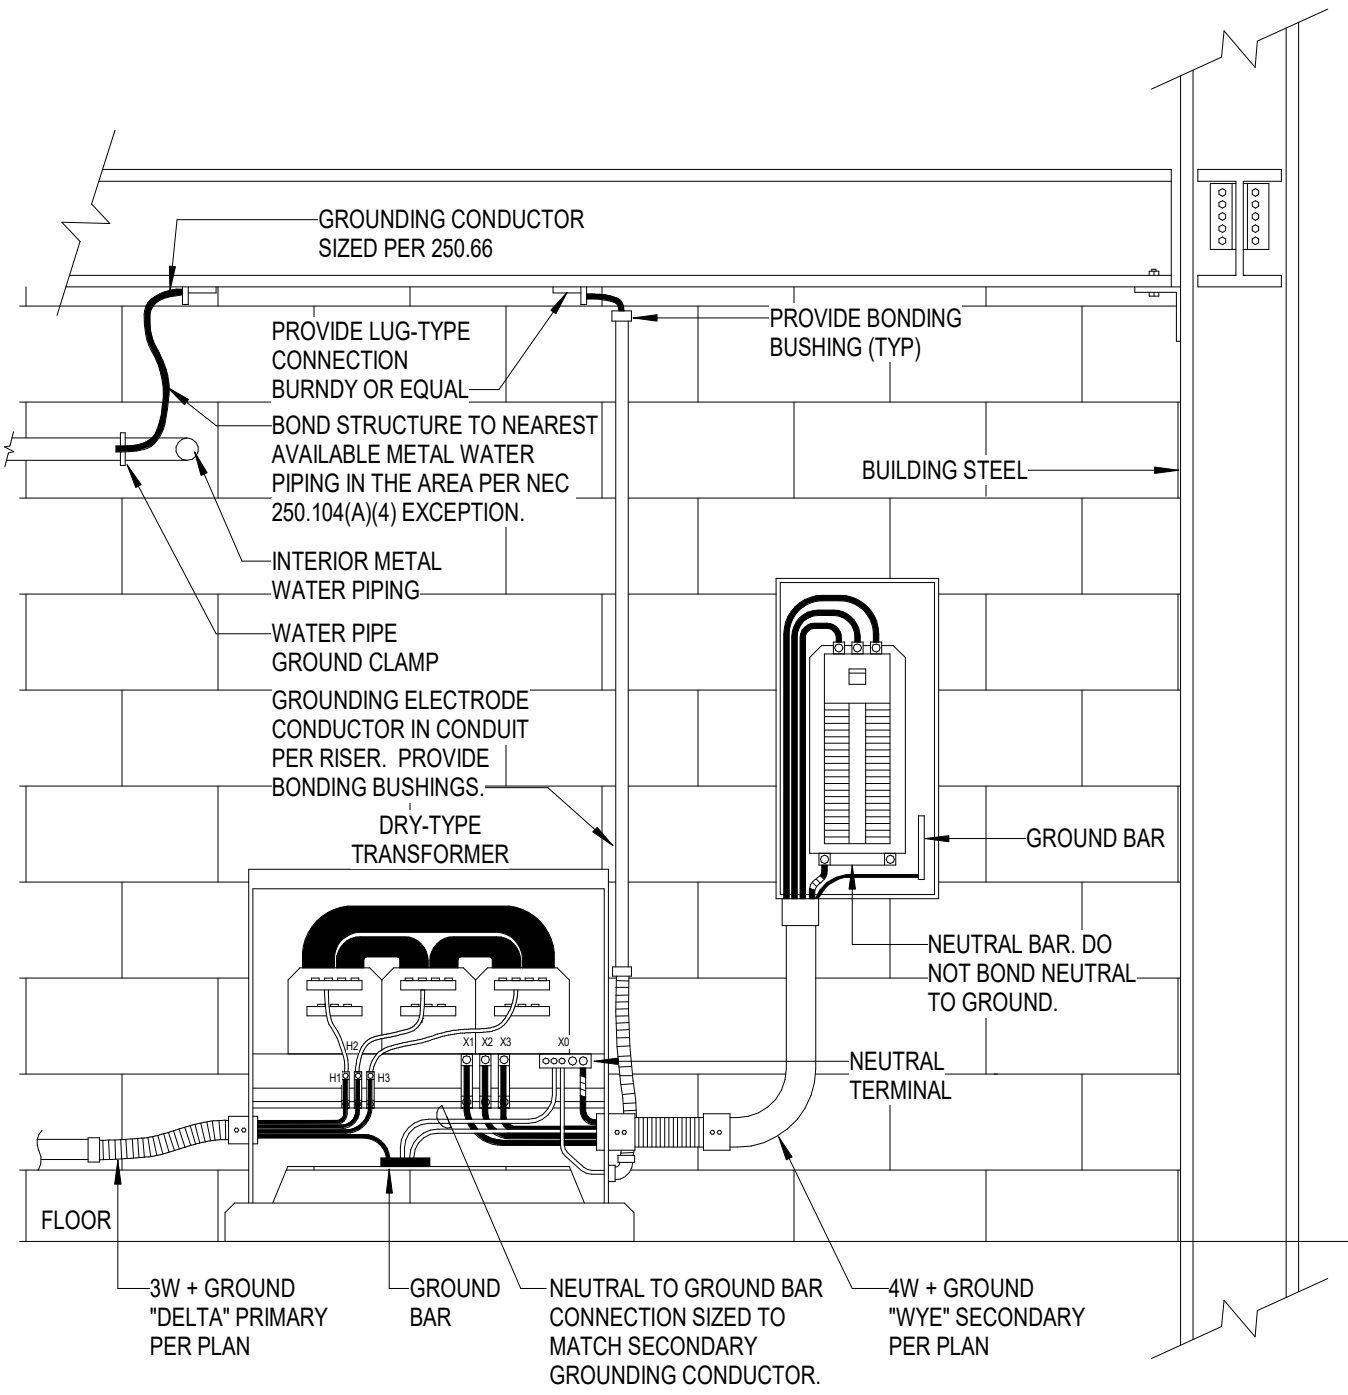 GROUNDING CONDUCTOR
SIZED PER 250.66
PROVIDE LUG-TYPE
CONNECTION
BURNDY OR EQUAL
PROVIDE BONDING
BUSHING (TYP)
BOND STRUCTURE TO NEAREST
AVAILABLE METAL WATER
PIPING IN THE AREA PER NEC
250.104(A)(4) EXCEPTION.
BUILDING STEEL
INTERIOR METAL
WATER PIPING
WATER PIPE
GROUND CLAMP
GROUNDING ELECTRODE
CONDUCTOR IN CONDUIT
PER RISER. PROVIDE
BONDING BUSHINGS.
DRY-TYPE
TRANSFORMER
GROUND BAR
NEUTRAL BAR. DO
NOT BOND NEUTRAL
TO GROUND.
H1
H2
H3
X1 X2 X3
X0
NEUTRAL
TERMINAL
FLOOR
3W + GROUND
"DELTA" PRIMARY
PER PLAN
GROUND
BAR
NEUTRAL TO GROUND BAR
CONNECTION SIZED TO
MATCH SECONDARY
GROUNDING CONDUCTOR.
4W + GROUND
"WYE" SECONDARY
PER PLAN